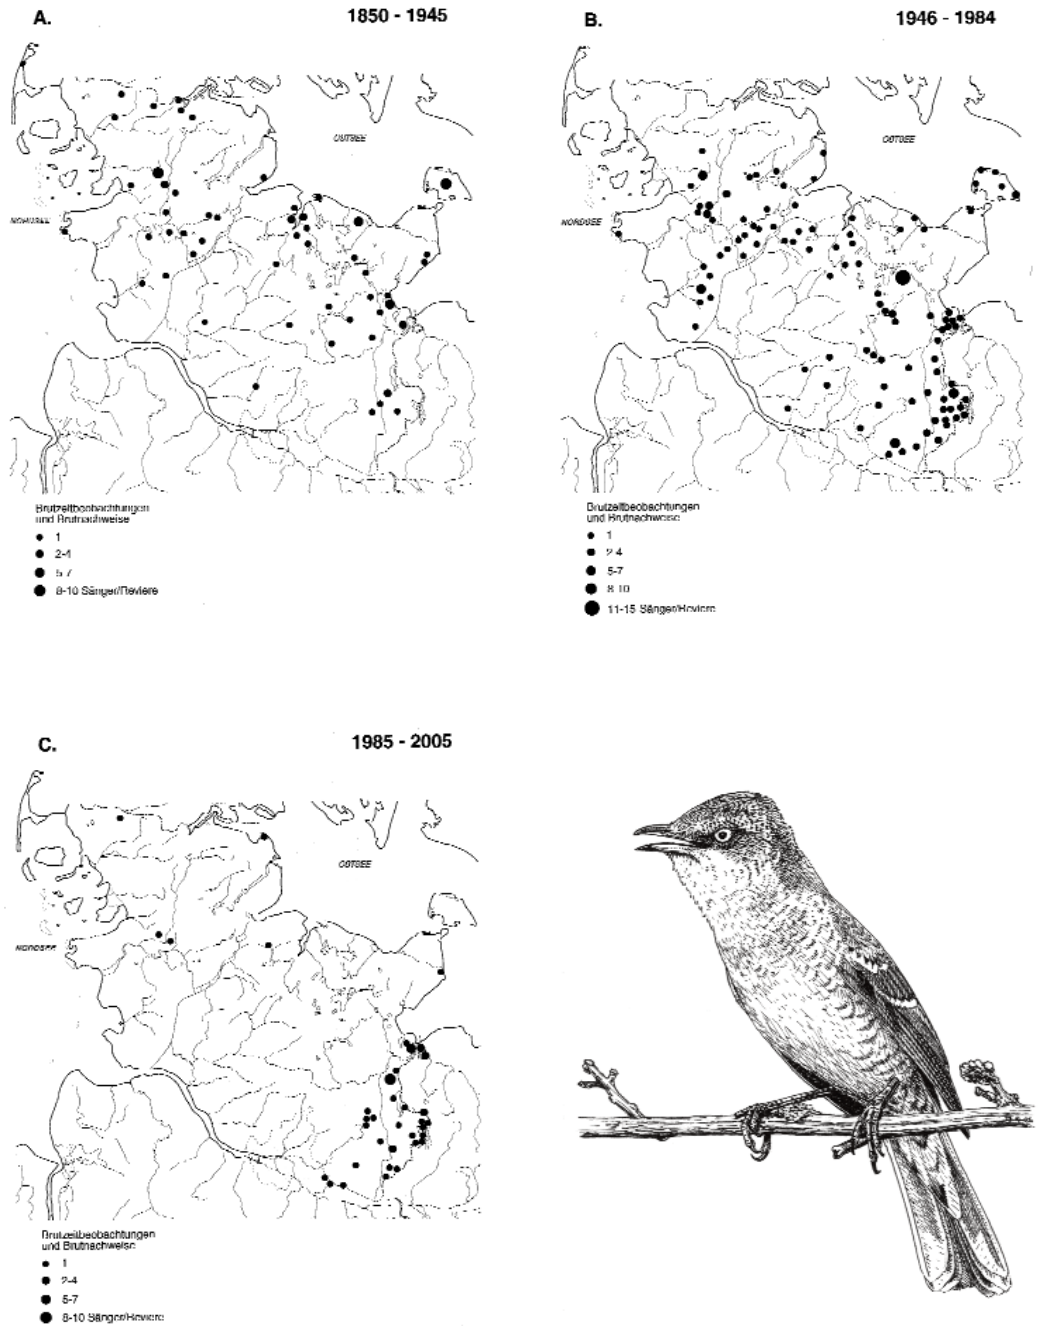 A.
1850 - 1945
OSTSEE
NORDSEE
Brutzeitbeobachtungen
und Brutnachweise
1
2-4
5-7
8-10 Sänger/Reviere
B.
1946 - 1984
OSTSEE
NORDSEE
Brutzeitbeobachtungen
und Brutnachweise
1
2-4
5-7
8-10
11-15 Sänger/Reviere
C.
1985 - 2005
OSTSEE
NORDSEE
Brutzeitbeobachtungen
und Brutnachweise
1
2-4
5-7
8-10 Sänger/Reviere